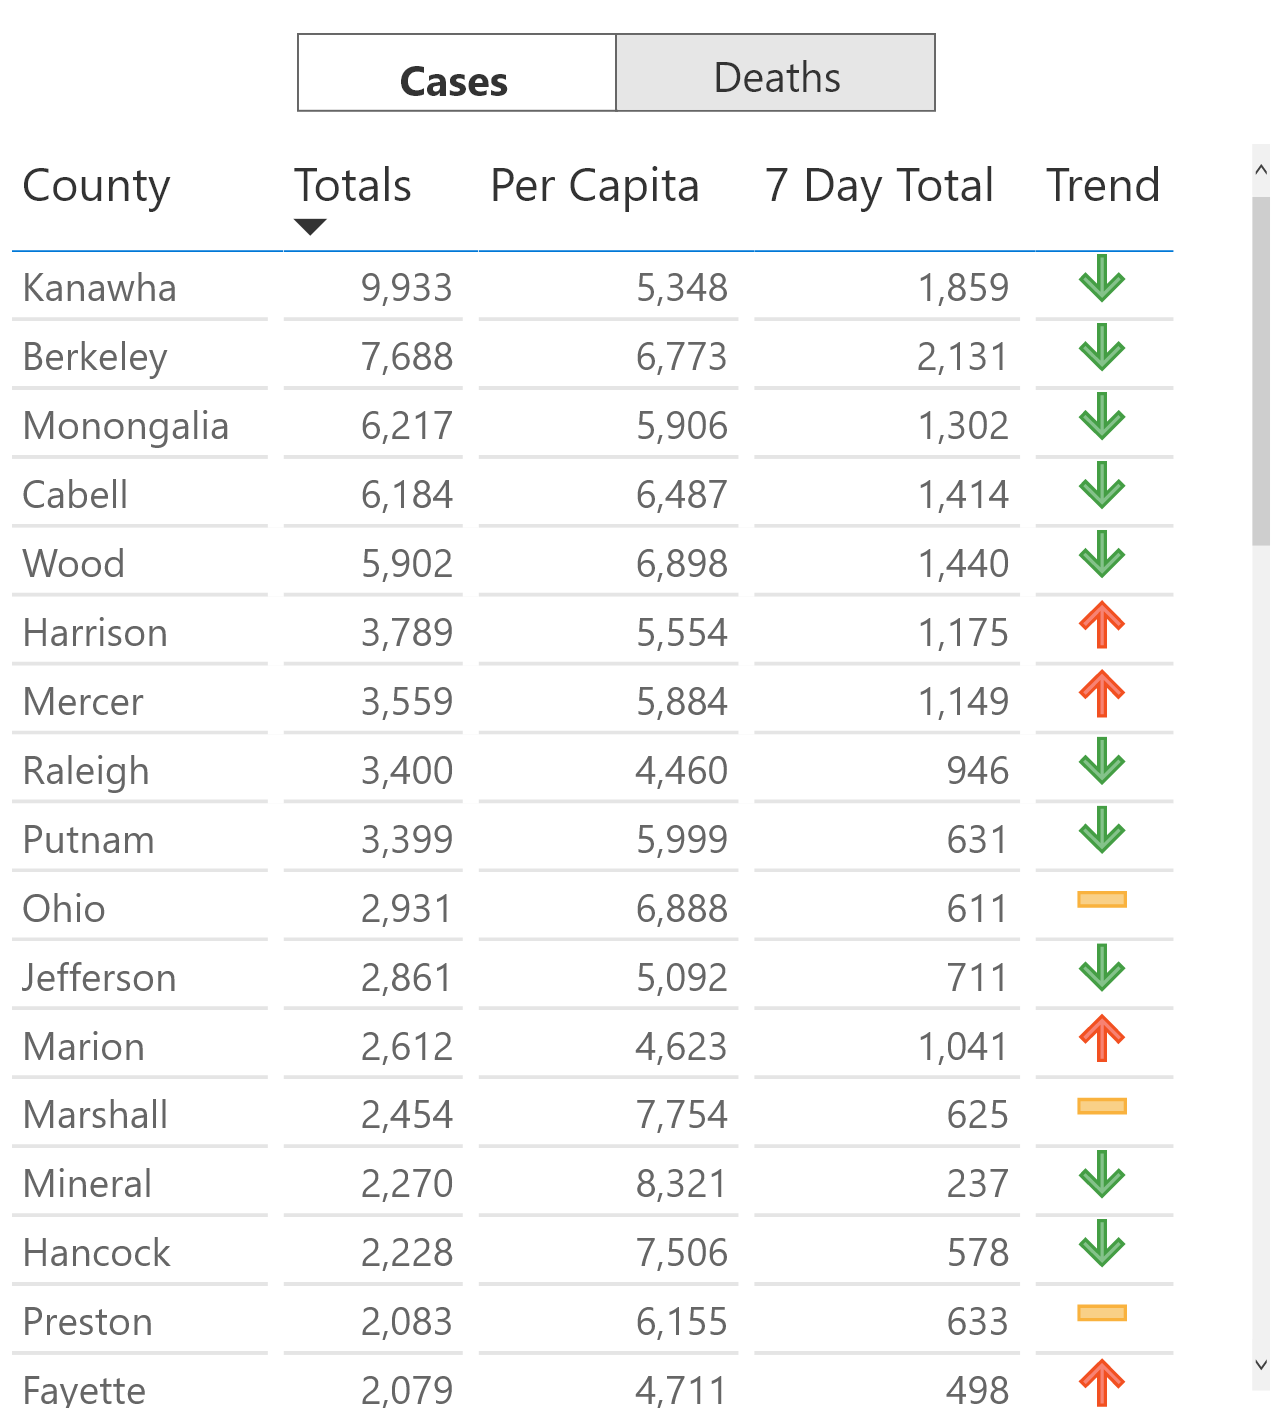 Cases Deaths
County Totals Per Capita 7 Day Total Trend
Kanawha 9,933 5,348 1,859
Berkeley 7,688 6,773 2,131
Monongalia 6,217 5,906 1,302
Cabell 6,184 6,487 1,414
Wood 5,902 6,898 1,440
Harrison 3,789 5,554 1,175
Mercer 3,559 5,884 1,149
Raleigh 3,400 4,460 946
Putnam 3,399 5,999 631
Ohio 2,931 6,888 611
Jefferson 2,861 5,092 711
Marion 2,612 4,623 1,041
Marshall 2,454 7,754 625
Mineral 2,270 8,321 237
Hancock 2,228 7,506 578
Preston 2,083 6,155 633
Fayette 2,079 4,711 498